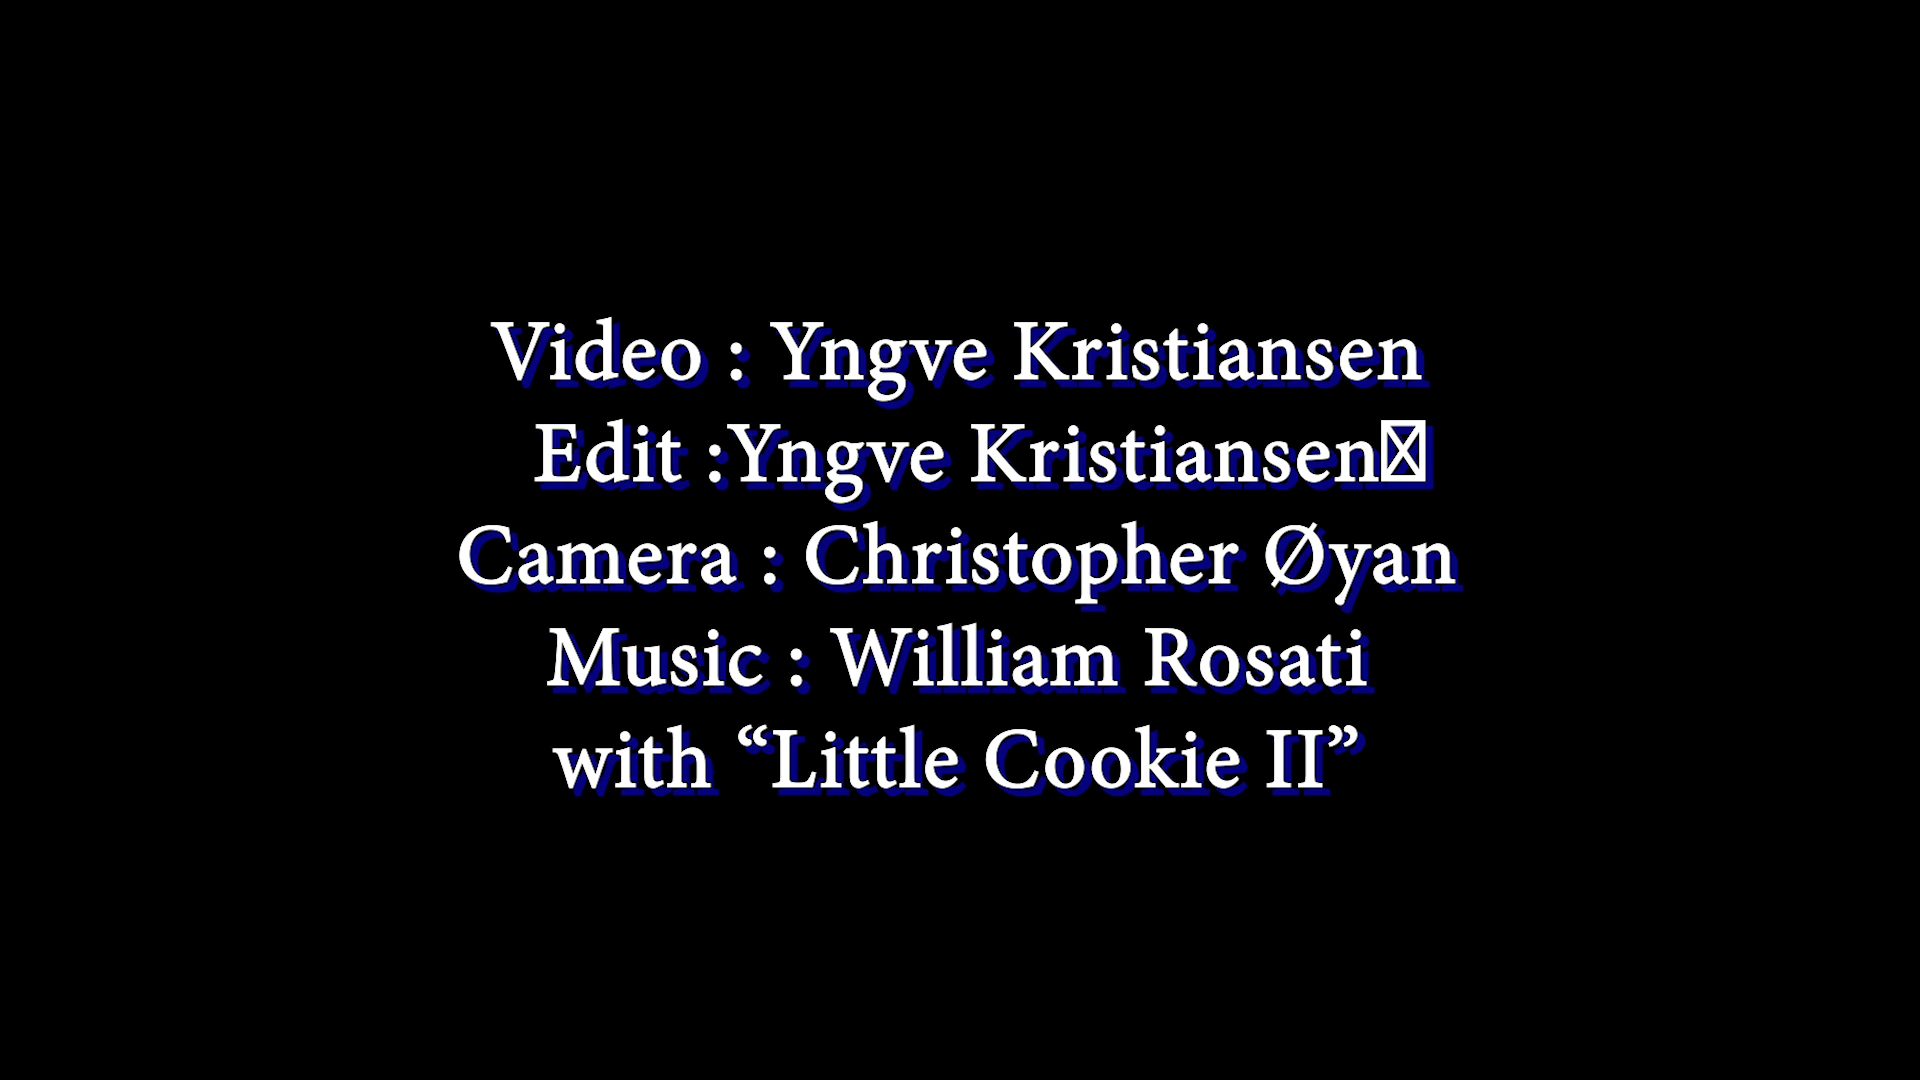 Video : Yngve Kristiansen
Edit :Yngve Kristiansen
Camera : Christopher Øyan
Music : William Rosati
with “Little Cookie II”